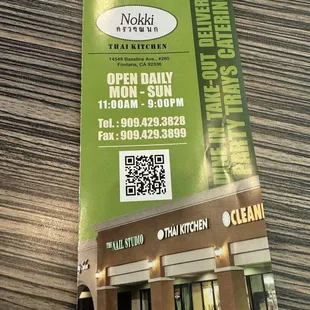 Nokki
THAI KITCHEN
14548 Baseline Ave., #260
Fontana, CA 92336
OPEN DAILY
MON - SUN
11:00AM - 9:00PM
Tel. : 909.429.3828
Fax : 909.429.3899
DINE IN, TAKE-OUT DELIVER
PARTY TRAYS CATERIN
THE NAIL STUDIO
THAI KITCHEN
CLEANE